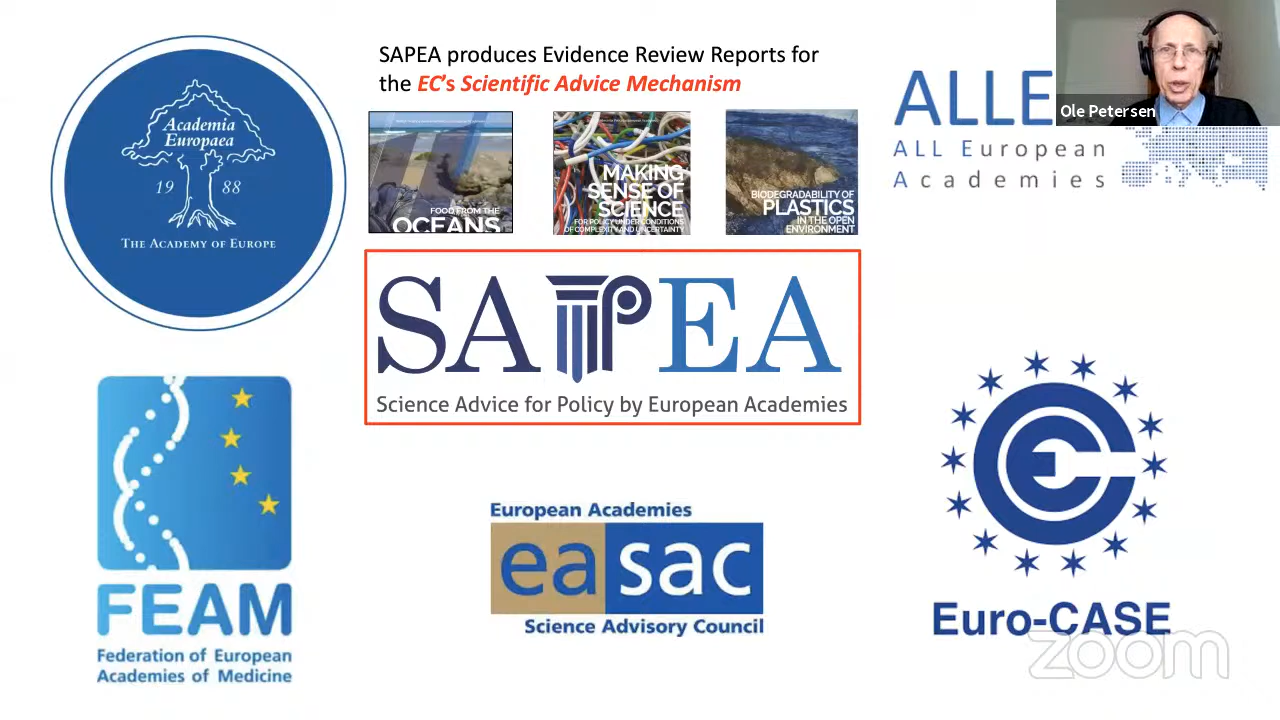 SAPEA produces Evidence Review Reports for
the EC's Scientific Advice Mechanism
Ole Petersen
Academia
Europaea
19 88
THE ACADEMY OF EUROPE
FOOD FROM THE
OCEANS
MAKING
SENSE OF
SCIENCE
FOR POLICY UNDER CONDITIONS
OF COMPLEXITY AND UNCERTAINTY
BIODEGRADABILITY OF
PLASTICS
IN THE OPEN
ENVIRONMENT
ALLE
ALL European
Academies
SAPEA
Science Advice for Policy by European Academies
FEAM
Federation of European
Academies of Medicine
European Academies
easac
Science Advisory Council
Euro-CASE
zoom